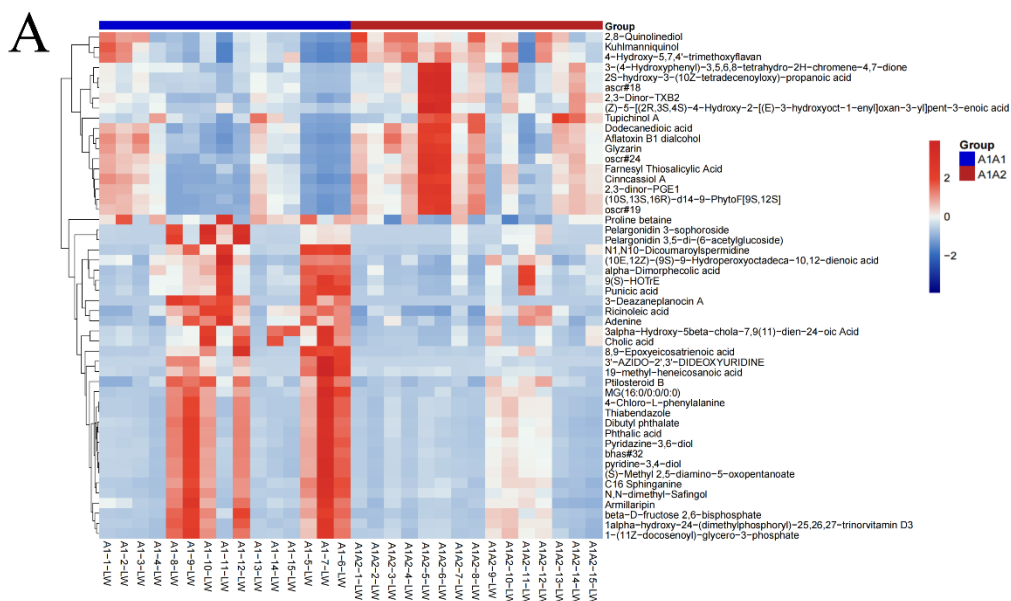 A
Group
2,8−Quinolinediol
Kuhlmanniquinol
4−Hydroxy−5,7,4'−trimethoxyflavan
3−(4−Hydroxyphenyl)−3,5,6,8−tetrahydro−2H−chromene−4,7−dione
2S−hydroxy−3−(10Z−tetradecenoyloxy)−propanoic acid
ascr#18
2,3−Dinor−TXB2
(Z)−5−[(2R,3S,4S)−4−Hydroxy−2−[(E)−3−hydroxyoct−1−enyl]oxan−3−yl]pent−3−enoic acid
Tupichinol A
Dodecanedioic acid
Aflatoxin B1 dialcohol
Glyzarin
oscr#24
Farnesyl Thiosalicylic Acid
Cinncassiol A
2,3−dinor−PGE1
(10S,13S,16R)−d14−9−PhytoF[9S,12S]
oscr#19
Proline betaine
Pelargonidin 3−sophoroside
Pelargonidin 3,5−di−(6−acetylglucoside)
N1,N10−Dicoumaroylspermidine
(10E,12Z)−(9S)−9−Hydroperoxyoctadeca−10,12−dienoic acid
alpha−Dimorphecolic acid
9(S)−HOTrE
Punicic acid
3−Deazaneplanocin A
Ricinoleic acid
Adenine
3alpha−Hydroxy−5beta−chola−7,9(11)−dien−24−oic Acid
Cholic acid
8,9−Epoxyeicosatrienoic acid
3'−AZIDO−2',3'−DIDEOXYURIDINE
19−methyl−heneicosanoic acid
Ptilosteroid B
MG(16:0/0:0/0:0)
4−Chloro−L−phenylalanine
Thiabendazole
Dibutyl phthalate
Phthalic acid
Pyridazine−3,6−diol
bhas#32
pyridine−3,4−diol
(S)−Methyl 2,5−diamino−5−oxopentanoate
C16 Sphinganine
N,N−dimethyl−Safingol
Armillaripin
beta−D−fructose 2,6−bisphosphate
1alpha−hydroxy−24−(dimethylphosphoryl)−25,26,27−trinorvitamin D3
1−(11Z−docosenoyl)−glycero−3−phosphate
Group
A1A1
A1A2
2
0
−2
A1−1−LW
A1−2−LW
A1−3−LW
A1−4−LW
A1−8−LW
A1−9−LW
A1−10−LW
A1−11−LW
A1−12−LW
A1−13−LW
A1−14−LW
A1−15−LW
A1−5−LW
A1−7−LW
A1−6−LW
A1A2−1−LW
A1A2−2−LW
A1A2−3−LW
A1A2−4−LW
A1A2−5−LW
A1A2−6−LW
A1A2−7−LW
A1A2−8−LW
A1A2−9−LW
A1A2−10−LW
A1A2−11−LW
A1A2−12−LW
A1A2−13−LW
A1A2−14−LW
A1A2−15−LW